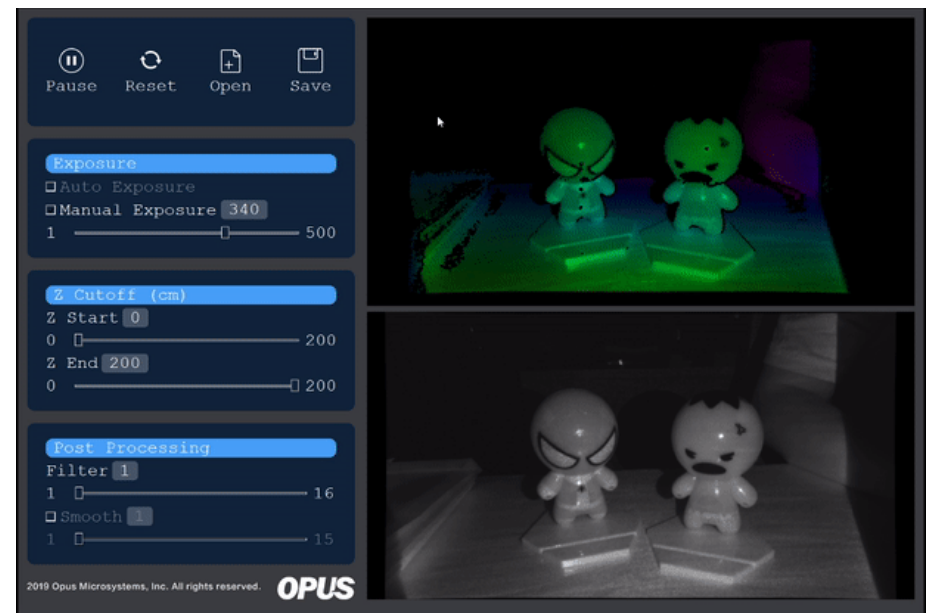 Pause Reset Open Save
Exposure
Auto Exposure
Manual Exposure 340
1 500
Z Cutoff (cm)
Z Start 0
0 200
Z End 200
0 200
Post Processing
Filter 1
1 16
Smooth 1
1 15
2019 Opus Microsystems, Inc. All rights reserved. OPUS